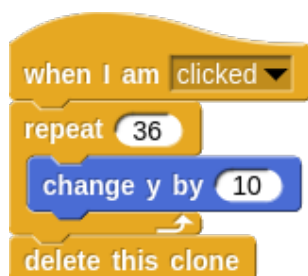 when I am clicked
repeat 36
change y by 10
delete this clone